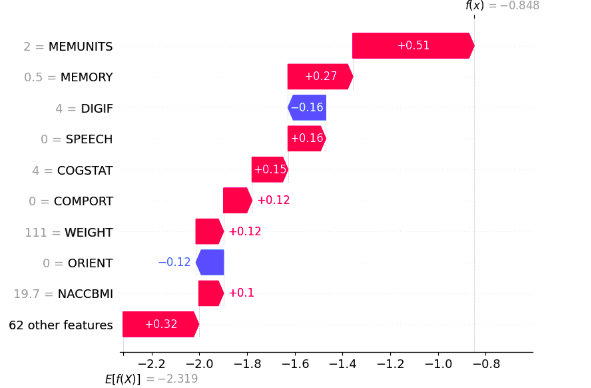 f(x) = −0.848
2 = MEMUNITS
+0.51
0.5 = MEMORY
+0.27
4 = DIGIF
−0.16
0 = SPEECH
+0.16
4 = COGSTAT
+0.15
0 = COMPORT
+0.12
111 = WEIGHT
+0.12
0 = ORIENT
−0.12
19.7 = NACCBMI
+0.1
62 other features
+0.32
−2.2 −2.0 −1.8 −1.6 −1.4 −1.2 −1.0 −0.8
E[f(X)] = −2.319